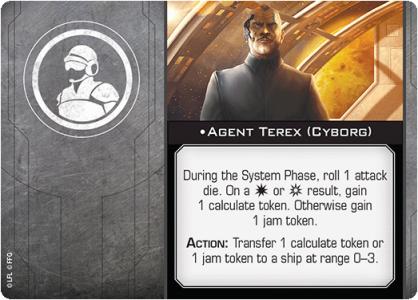 •Agent Terex (Cyborg)
During the System Phase, roll 1 attack
die. On a or result, gain
1 calculate token. Otherwise gain
1 jam token.
Action: Transfer 1 calculate token or
1 jam token to a ship at range 0–3.
© LFL © FFG